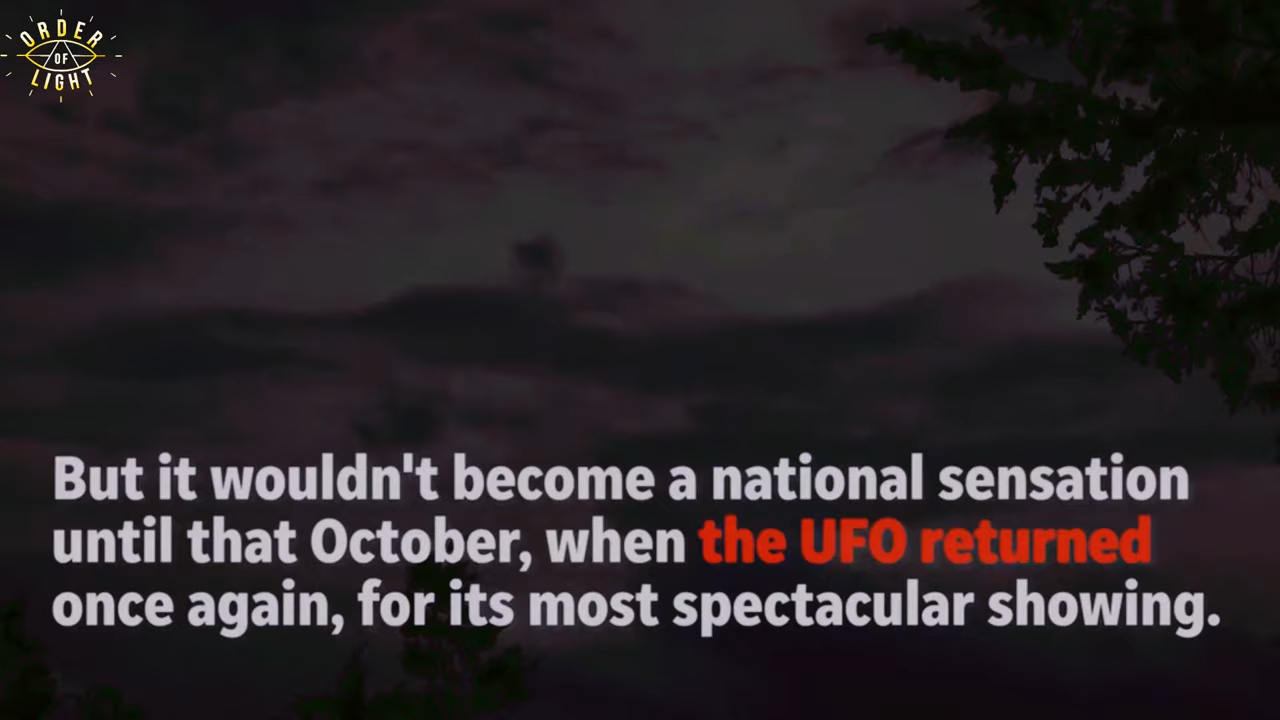 ORDER
OF
LIGHT
But it wouldn't become a national sensation
until that October, when the UFO returned
once again, for its most spectacular showing.